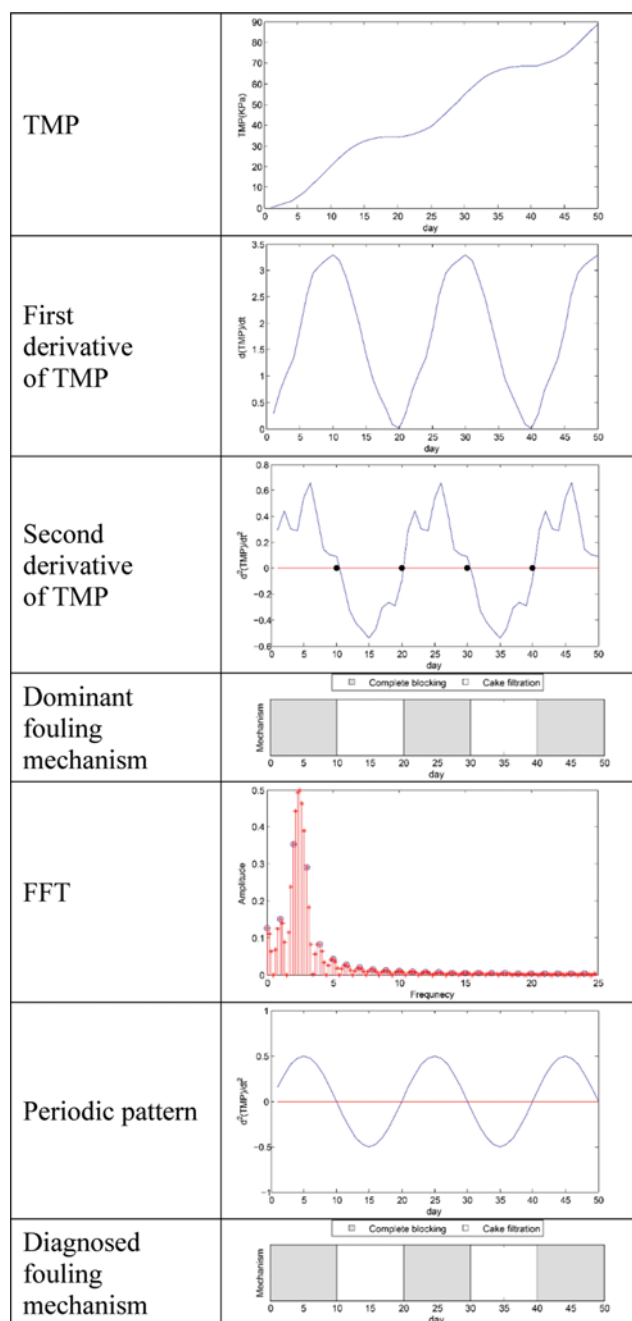 TMP
TMP(KPa)
90
80
70
60
50
40
30
20
10
0
0 5 10 15 20 25 30 35 40 45 50
day
First
derivative
of TMP
d(TMP)/dt
3.5
3
2.5
2
1.5
1
0.5
0
0 5 10 15 20 25 30 35 40 45 50
day
Second
derivative
of TMP
d²(TMP)/dt²
0.8
0.6
0.4
0.2
0
−0.2
−0.4
−0.6
0 5 10 15 20 25 30 35 40 45 50
day
Dominant
fouling
mechanism
Complete blocking Cake filtration
Mechanism
0 5 10 15 20 25 30 35 40 45 50
day
FFT
Amplitude
0.5
0.4
0.3
0.2
0.1
0
0 5 10 15 20 25
Frequnecy
Periodic pattern
d²(TMP)/dt²
1
0.5
0
−0.5
−1
0 5 10 15 20 25 30 35 40 45 50
day
Diagnosed
fouling
mechanism
Complete blocking Cake filtration
Mechanism
0 5 10 15 20 25 30 35 40 45 50
day